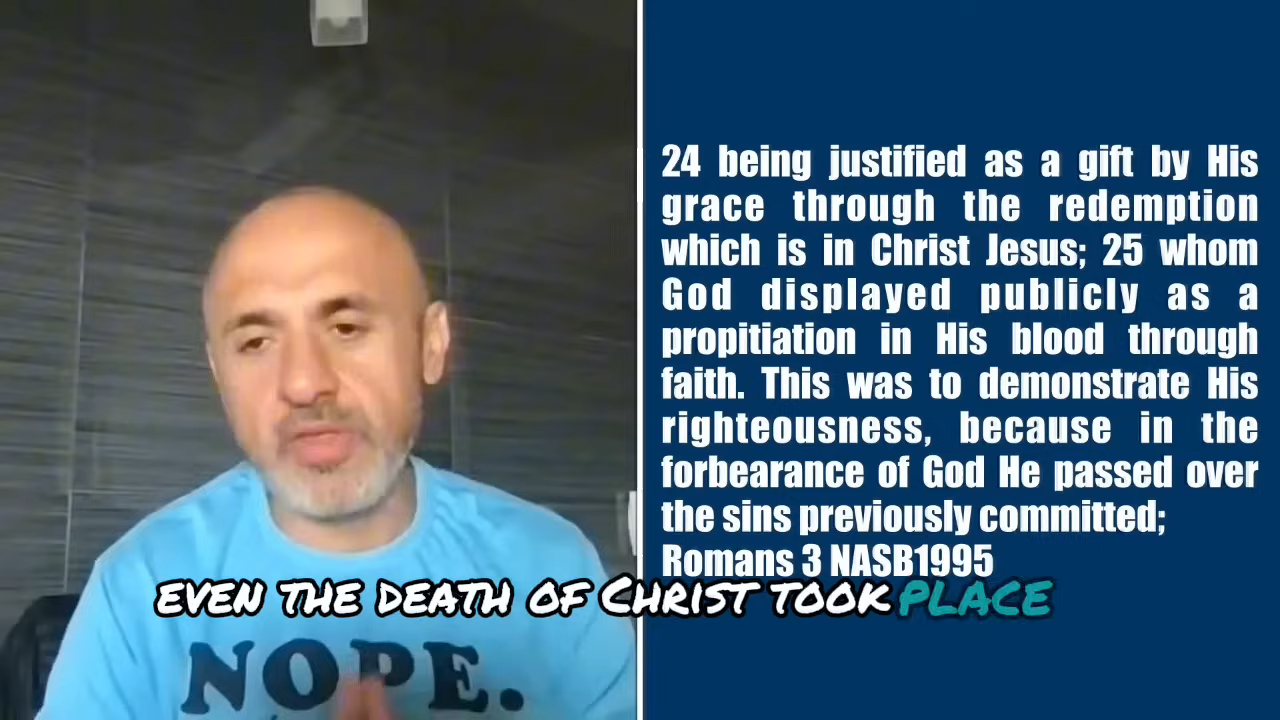 24 being justified as a gift by His
grace through the redemption
which is in Christ Jesus; 25 whom
God displayed publicly as a
propitiation in His blood through
faith. This was to demonstrate His
righteousness, because in the
forbearance of God He passed over
the sins previously committed;
Romans 3 NASB1995
EVEN THE DEATH OF CHRIST TOOK PLACE
NOPE.